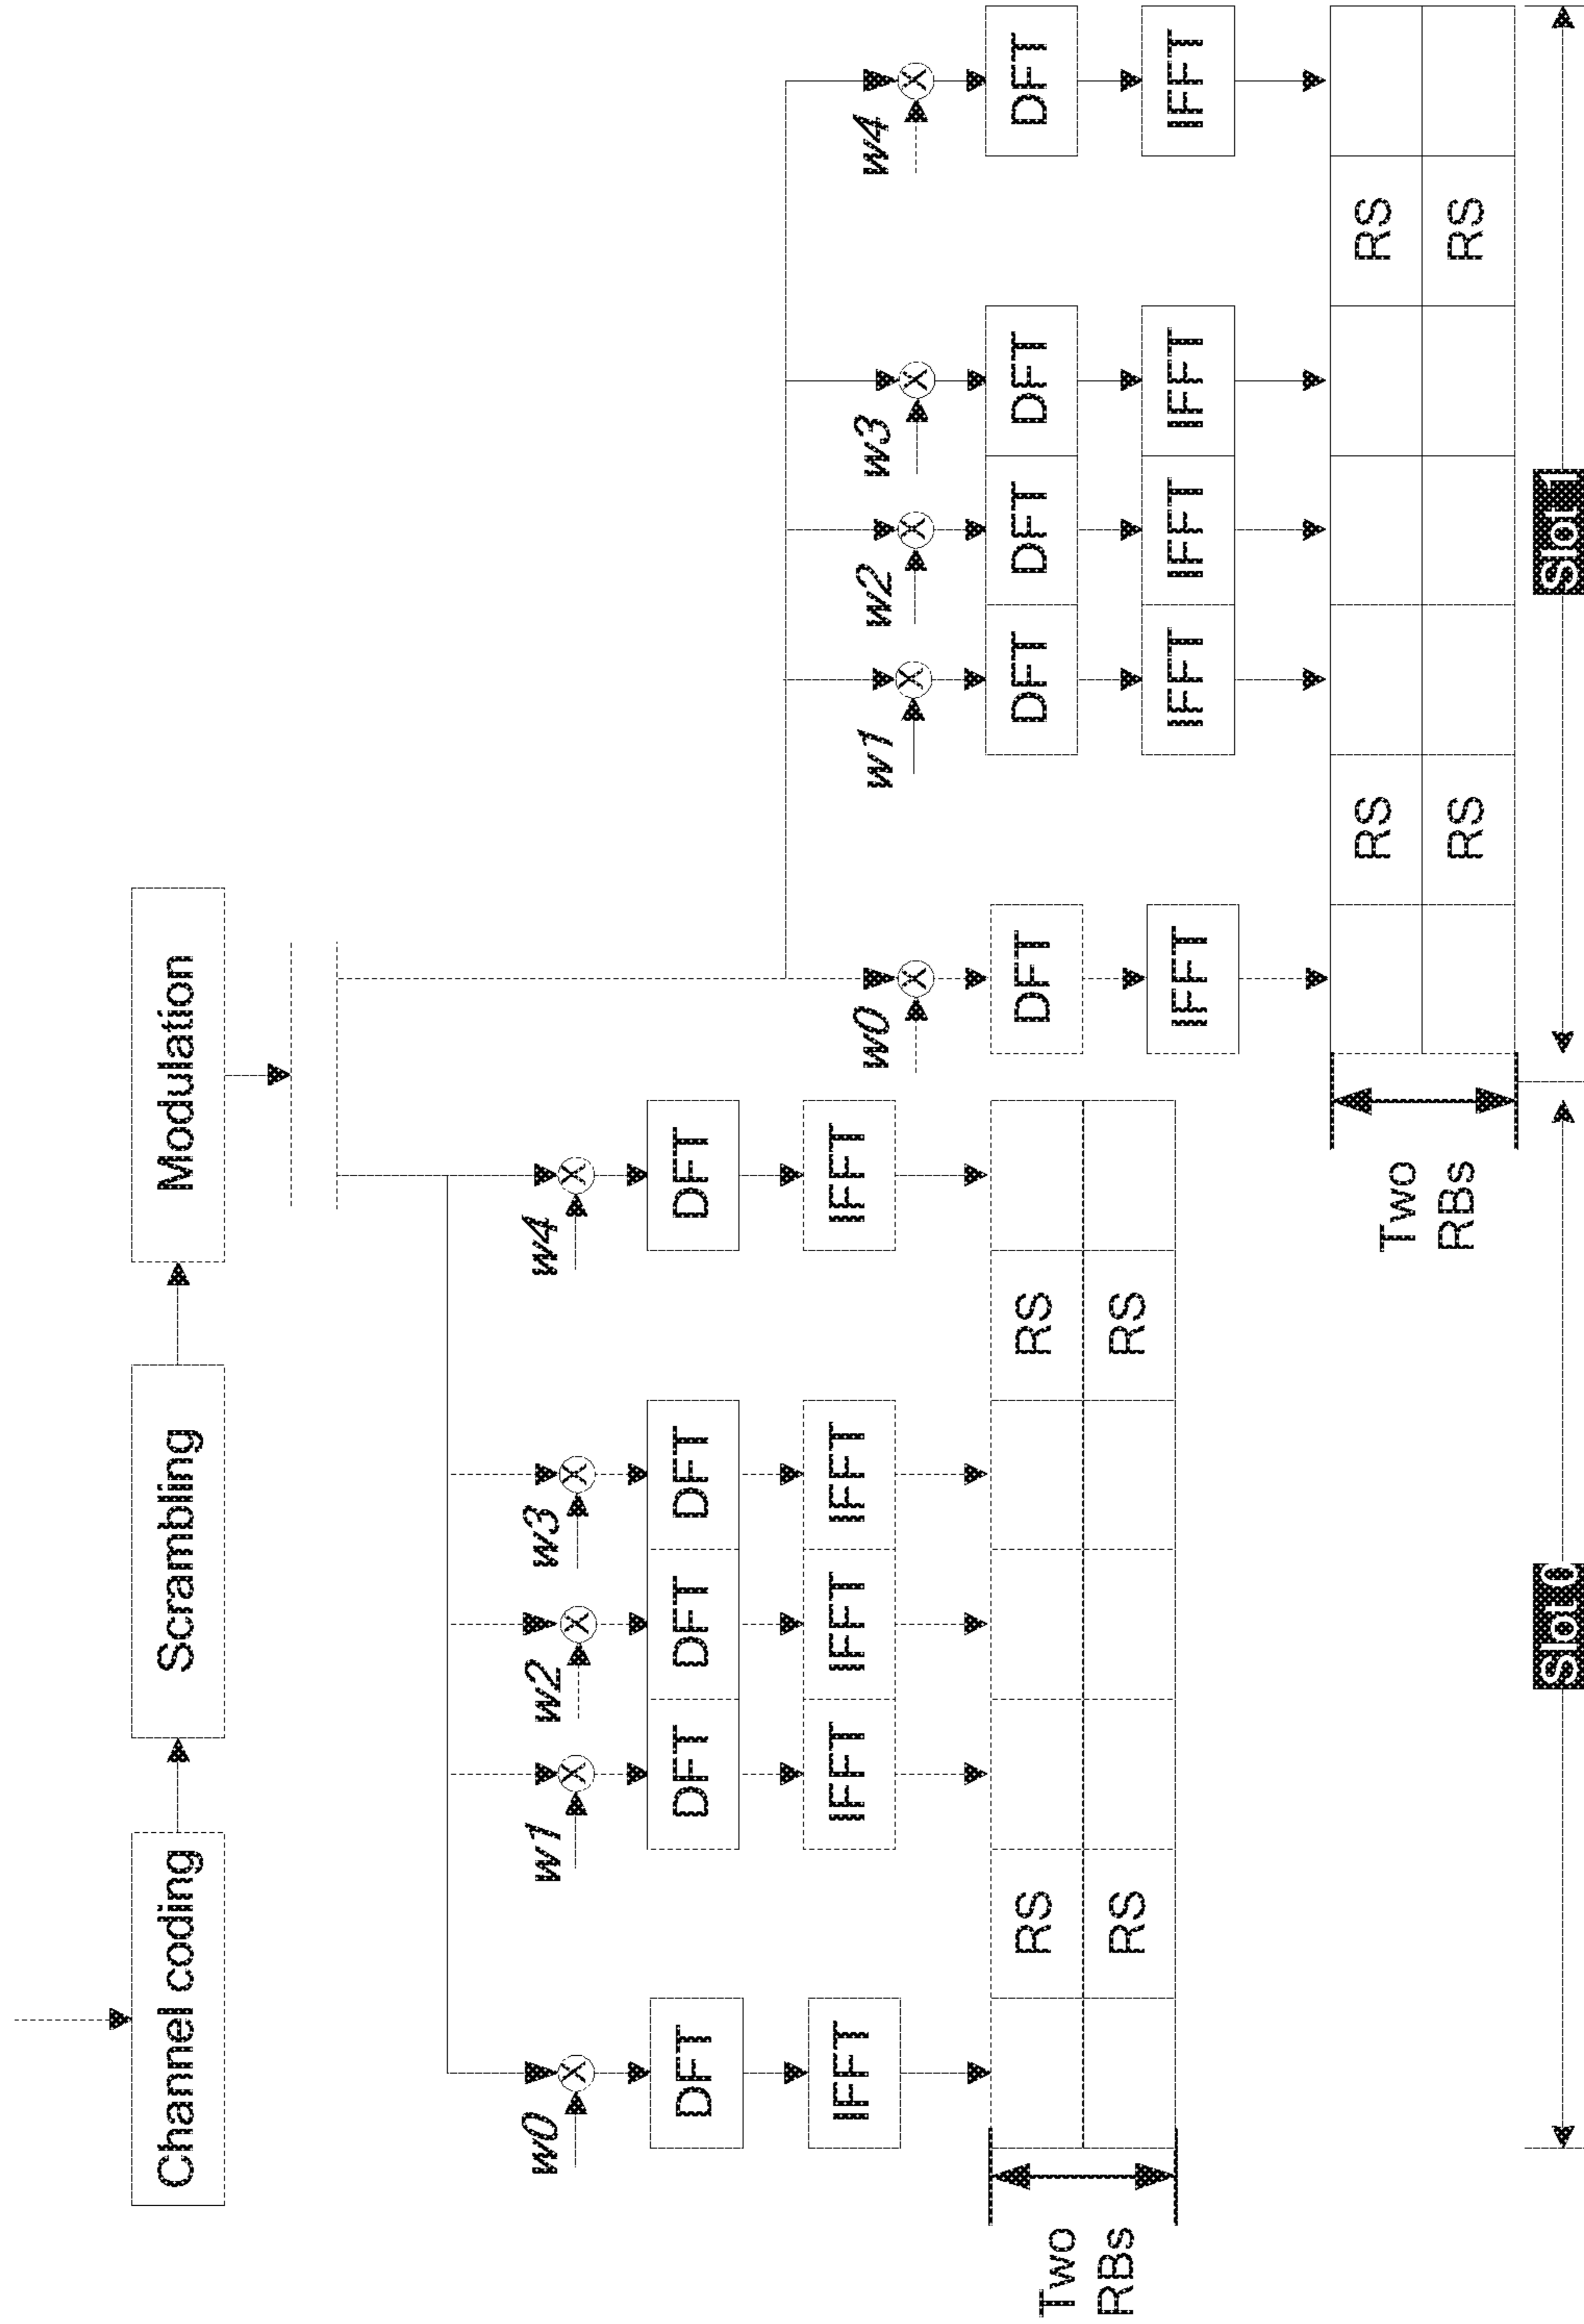 Channel coding
Scrambling
Modulation
w0
w1
w2
w3
w4
DFT
DFT
DFT
DFT
DFT
IFFT
IFFT
IFFT
IFFT
IFFT
RS
RS
RS
RS
Two
RBs
w0
w1
w2
w3
w4
DFT
DFT
DFT
DFT
DFT
IFFT
IFFT
IFFT
IFFT
IFFT
RS
RS
RS
RS
Two
RBs
Slot 0
Slot 1